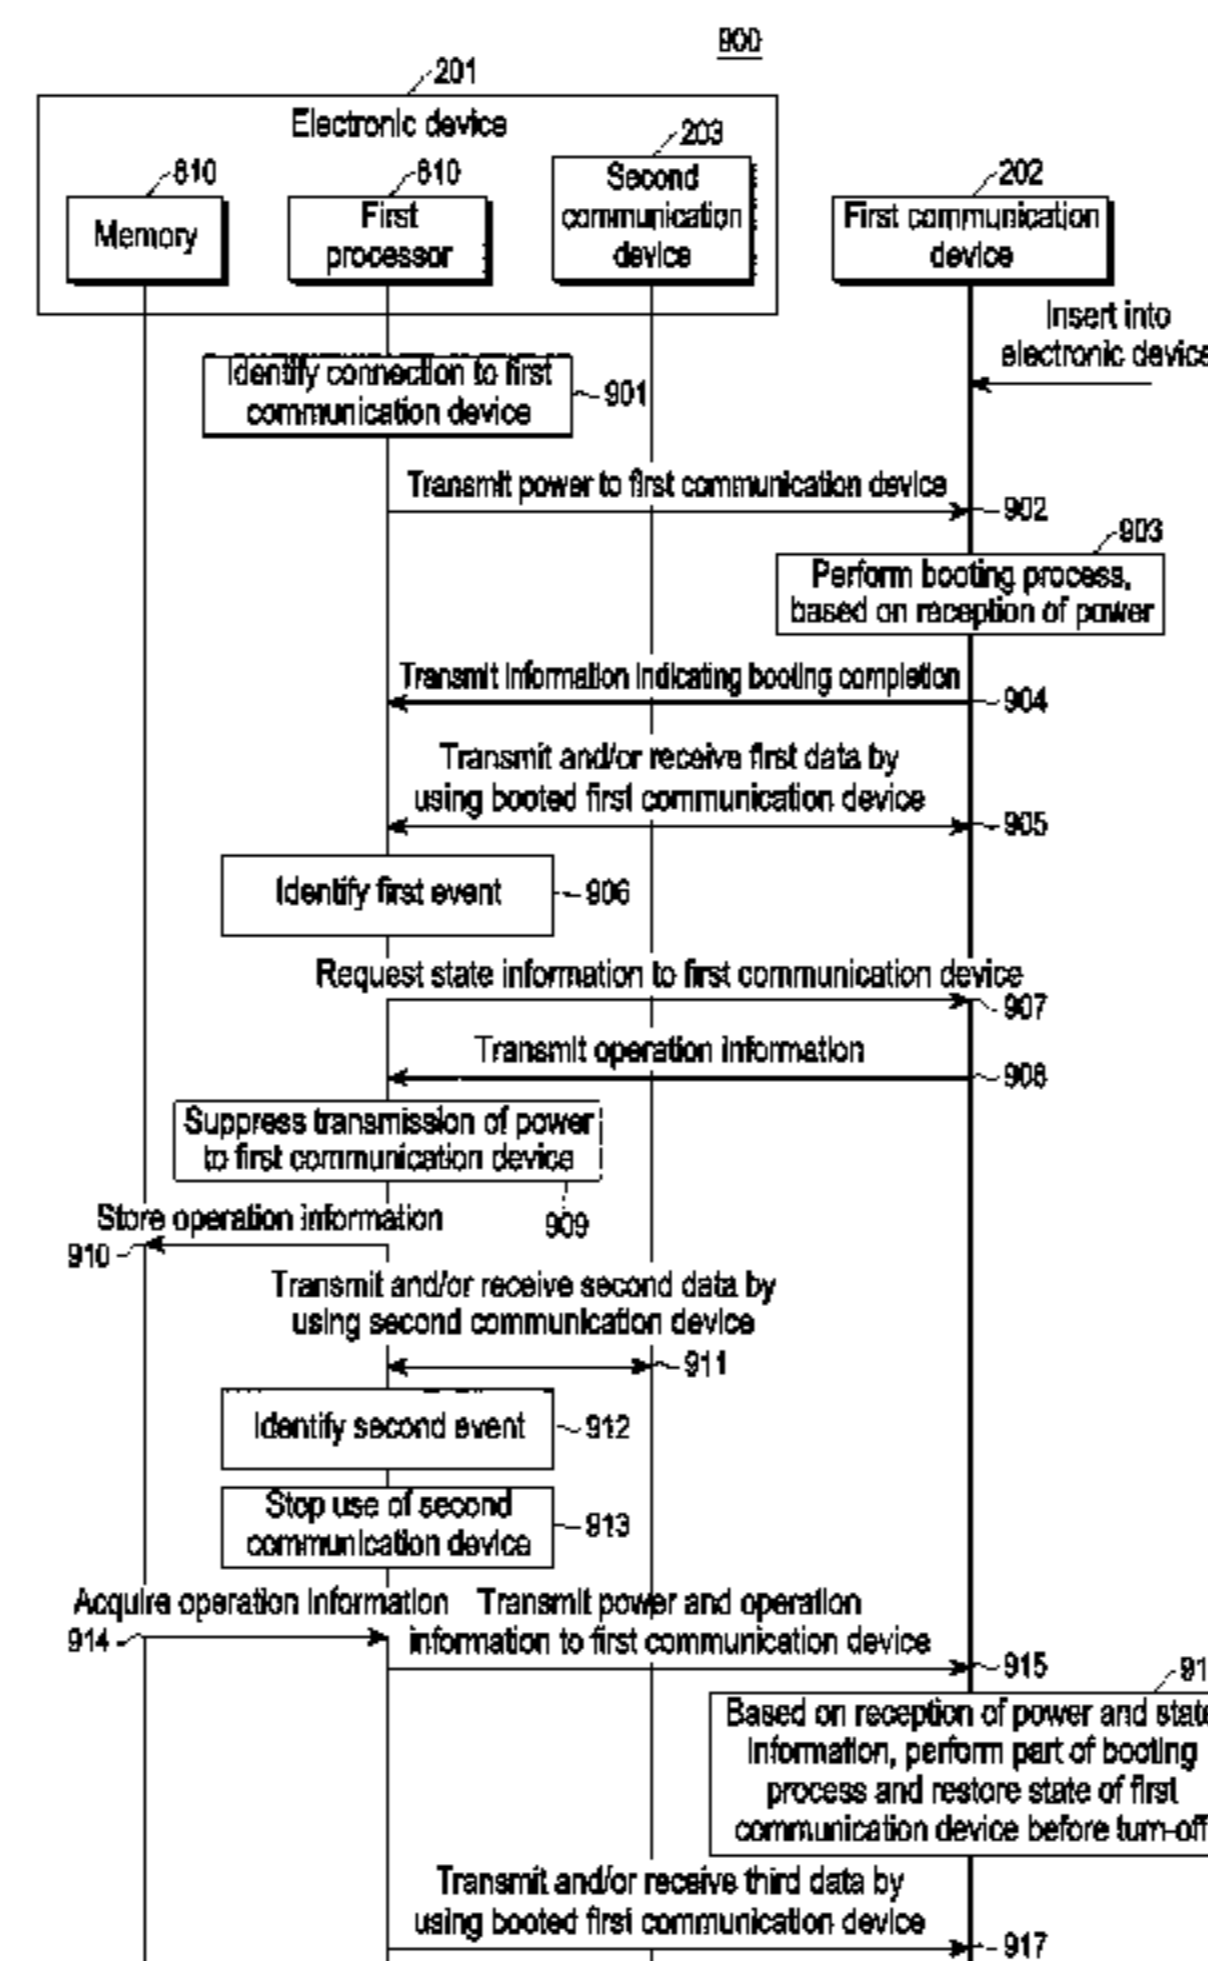 900
201
Electronic device
810
Memory
810
First
processor
203
Second
communication
device
202
First communication
device
Insert into
electronic device
Identify connection to first
communication device
901
Transmit power to first communication device
902
903
Perform booting process,
based on reception of power
Transmit information indicating booting completion
904
Transmit and/or receive first data by
using booted first communication device
905
Identify first event
906
Request state information to first communication device
907
Transmit operation information
908
Suppress transmission of power
to first communication device
909
Store operation information
910
Transmit and/or receive second data by
using second communication device
911
Identify second event
912
Stop use of second
communication device
913
Acquire operation information
914
Transmit power and operation
information to first communication device
915
91
Based on reception of power and state
information, perform part of booting
process and restore state of first
communication device before turn-off
Transmit and/or receive third data by
using booted first communication device
917